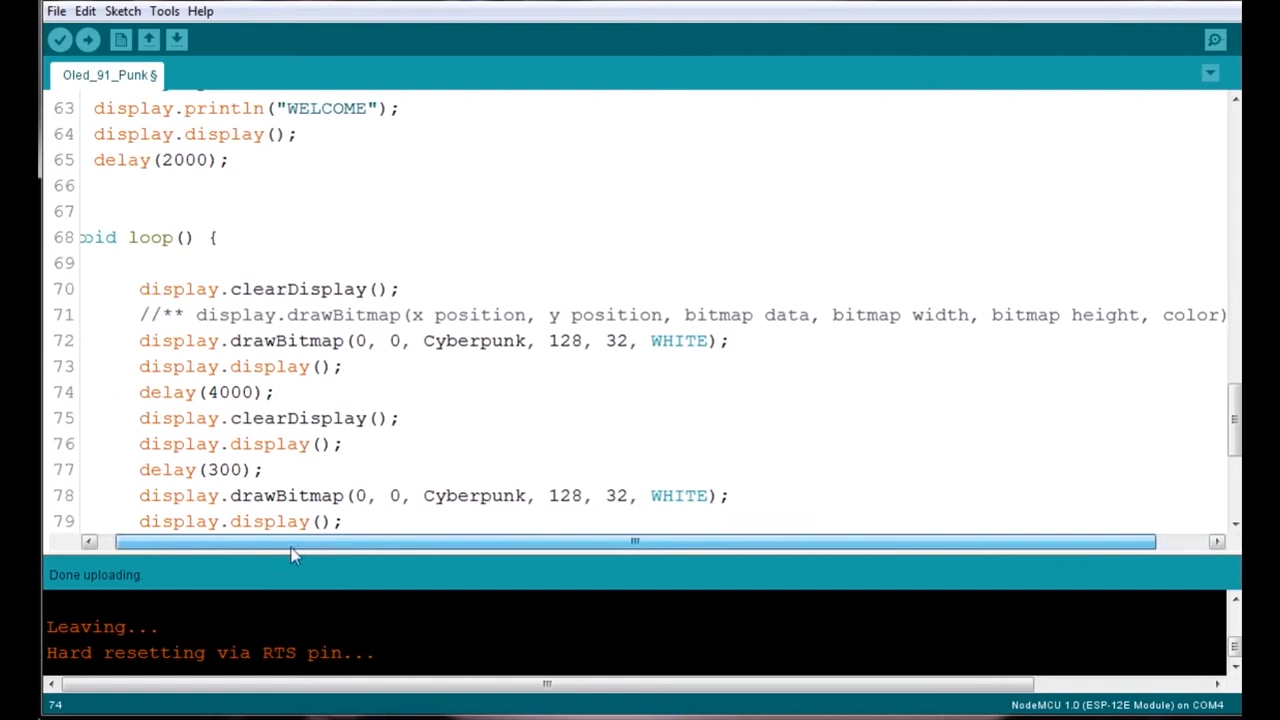 File Edit Sketch Tools Help
Oled_91_Punk§
63 display.println("WELCOME");
64 display.display();
65 delay(2000);
66
67
68 oid loop() {
69
70 display.clearDisplay();
71 //** display.drawBitmap(x position, y position, bitmap data, bitmap width, bitmap height, color)
72 display.drawBitmap(0, 0, Cyberpunk, 128, 32, WHITE);
73 display.display();
74 delay(4000);
75 display.clearDisplay();
76 display.display();
77 delay(300);
78 display.drawBitmap(0, 0, Cyberpunk, 128, 32, WHITE);
79 display.display();
Done uploading.
Leaving...
Hard resetting via RTS pin...
74 NodeMCU 1.0 (ESP-12E Module) on COM4